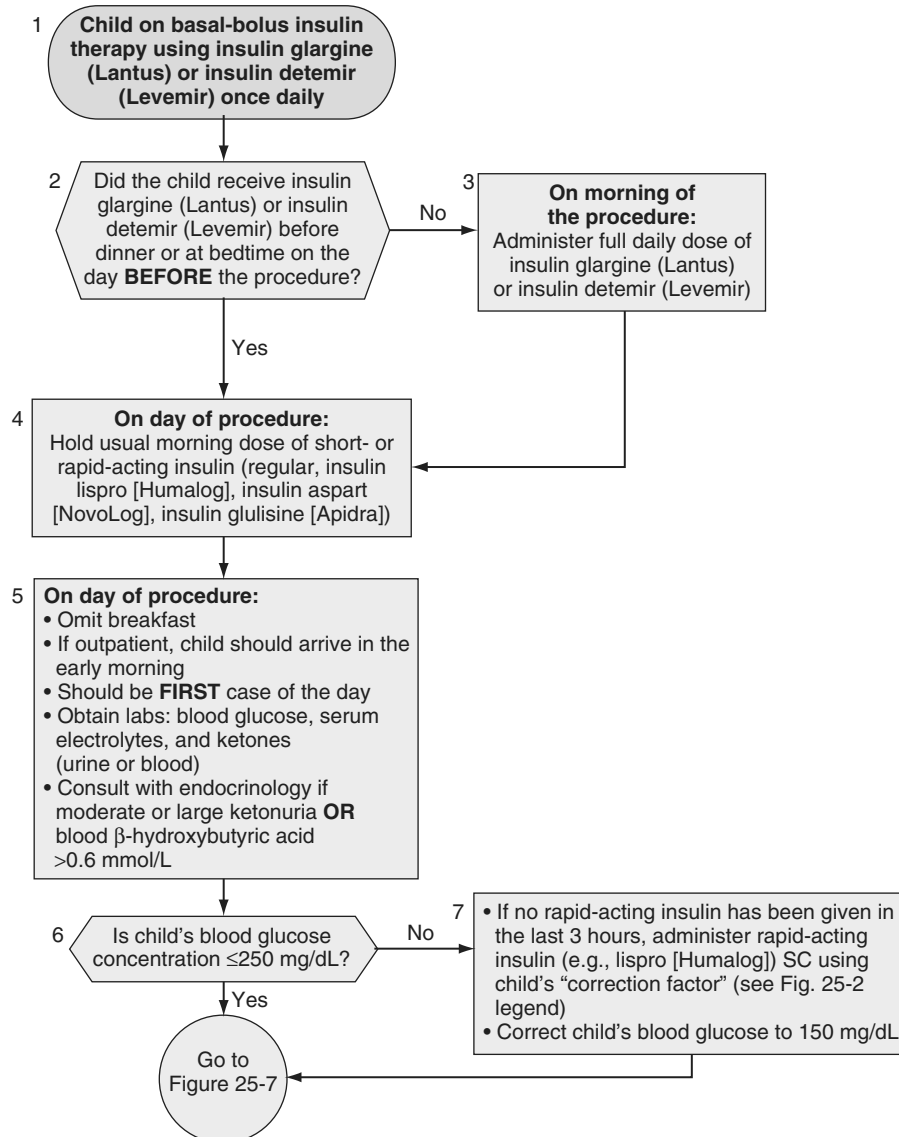 1
Child on basal-bolus insulin
therapy using insulin glargine
(Lantus) or insulin detemir
(Levemir) once daily
2
Did the child receive insulin
glargine (Lantus) or insulin
detemir (Levemir) before
dinner or at bedtime on the
day BEFORE the procedure?
No
3
On morning of
the procedure:
Administer full daily dose of
insulin glargine (Lantus)
or insulin detemir (Levemir)
Yes
4
On day of procedure:
Hold usual morning dose of short- or
rapid-acting insulin (regular, insulin
lispro [Humalog], insulin aspart
[NovoLog], insulin glulisine [Apidra])
5
On day of procedure:
• Omit breakfast
• If outpatient, child should arrive in the
early morning
• Should be FIRST case of the day
• Obtain labs: blood glucose, serum
electrolytes, and ketones
(urine or blood)
• Consult with endocrinology if
moderate or large ketonuria OR
blood β-hydroxybutyric acid
>0.6 mmol/L
6
Is child's blood glucose
concentration ≤250 mg/dL?
No
7
• If no rapid-acting insulin has been given in
the last 3 hours, administer rapid-acting
insulin (e.g., lispro [Humalog]) SC using
child's “correction factor” (see Fig. 25-2
legend)
• Correct child's blood glucose to 150 mg/dL
Yes
Go to
Figure 25-7